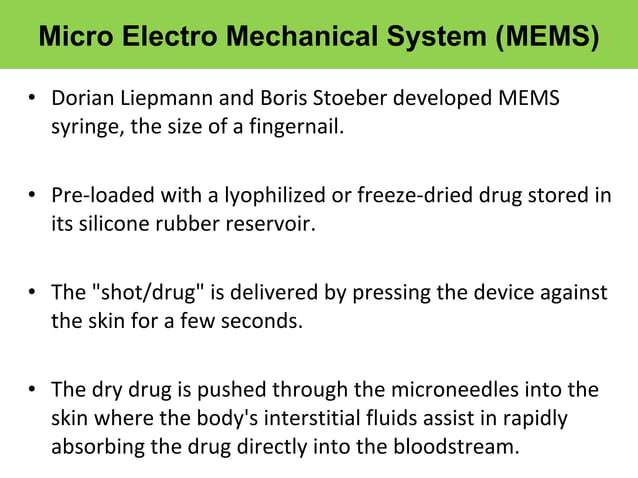 Micro Electro Mechanical System (MEMS)
• Dorian Liepmann and Boris Stoeber developed MEMS
syringe, the size of a fingernail.
• Pre-loaded with a lyophilized or freeze-dried drug stored in
its silicone rubber reservoir.
• The "shot/drug" is delivered by pressing the device against
the skin for a few seconds.
• The dry drug is pushed through the microneedles into the
skin where the body's interstitial fluids assist in rapidly
absorbing the drug directly into the bloodstream.